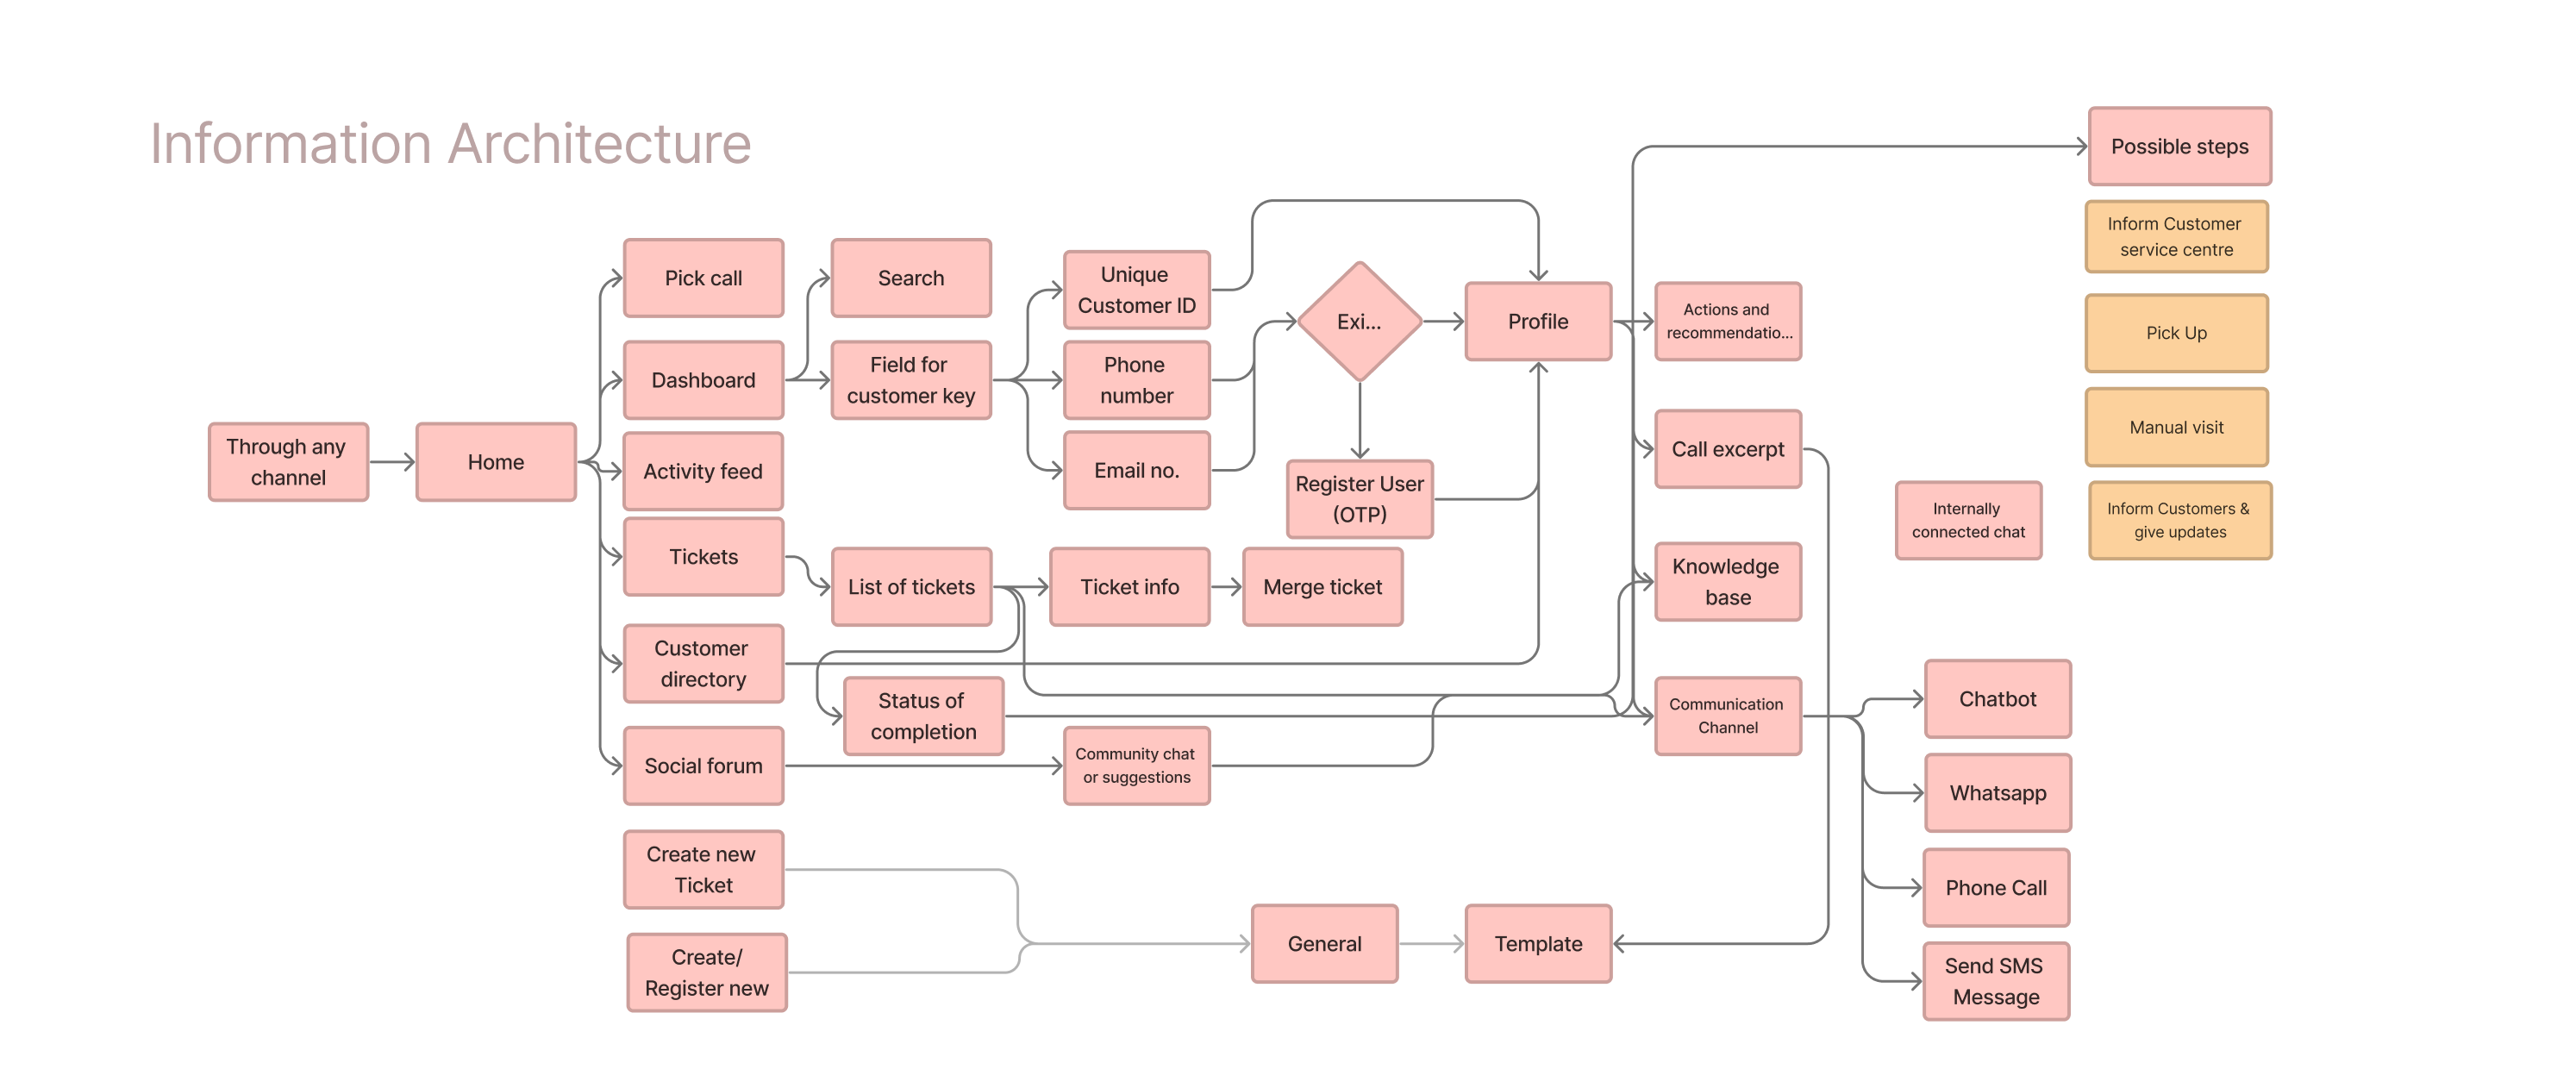 Information Architecture
Possible steps
Inform Customer
service centre
Pick call
Search
Unique
Customer ID
Exi...
Profile
Actions and
recommendatio...
Pick Up
Dashboard
Field for
customer key
Phone
number
Manual visit
Through any
channel
Home
Activity feed
Email no.
Register User
(OTP)
Call excerpt
Internally
connected chat
Inform Customers &
give updates
Tickets
List of tickets
Ticket info
Merge ticket
Knowledge
base
Customer
directory
Status of
completion
Communication
Channel
Chatbot
Social forum
Community chat
or suggestions
Whatsapp
Create new
Ticket
Phone Call
General
Template
Create/
Register new
Send SMS
Message